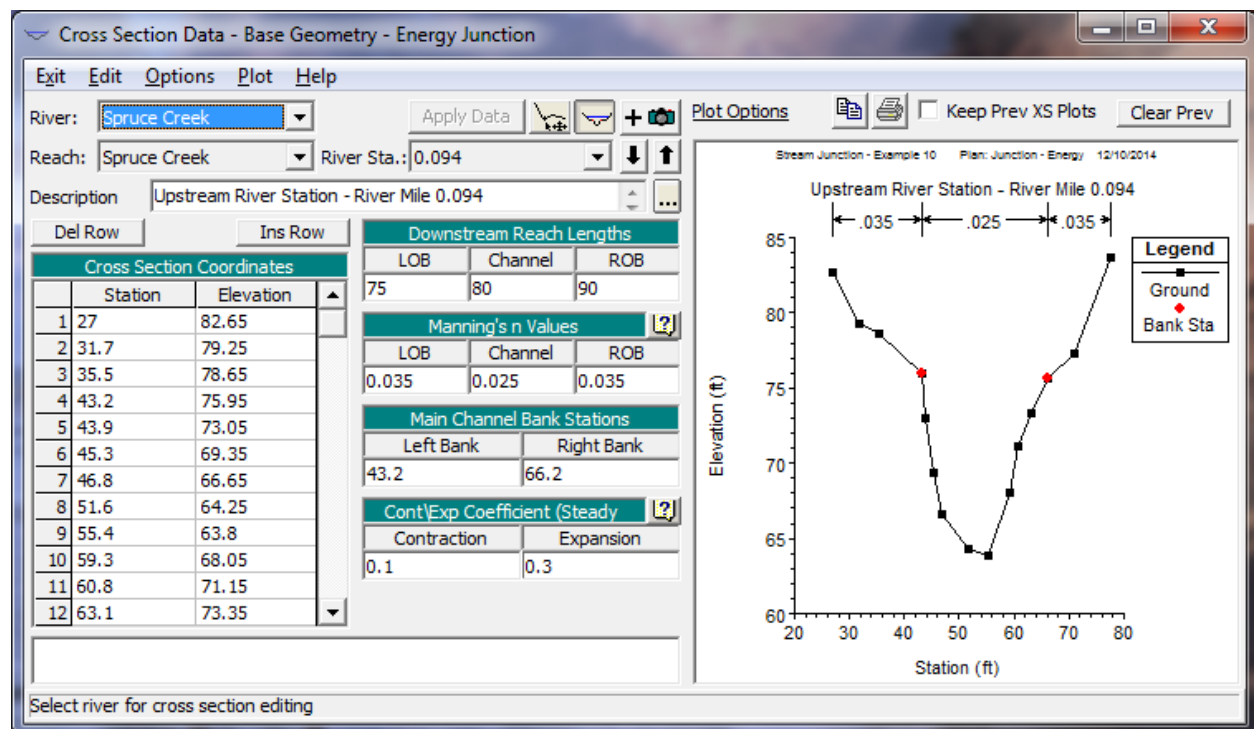 Cross Section Data - Base Geometry - Energy Junction
Exit Edit Options Plot Help
River: Spruce Creek Apply Data
Reach: Spruce Creek River Sta.: 0.094
Description Upstream River Station - River Mile 0.094 ...
Del Row Ins Row
Cross Section Coordinates
Station Elevation
1 27 82.65
2 31.7 79.25
3 35.5 78.65
4 43.2 75.95
5 43.9 73.05
6 45.3 69.35
7 46.8 66.65
8 51.6 64.25
9 55.4 63.8
10 59.3 68.05
11 60.8 71.15
12 63.1 73.35
Downstream Reach Lengths
LOB Channel ROB
75 80 90
Manning's n Values
LOB Channel ROB
0.035 0.025 0.035
Main Channel Bank Stations
Left Bank Right Bank
43.2 66.2
Cont\Exp Coefficient (Steady
Contraction Expansion
0.1 0.3
Plot Options Keep Prev XS Plots Clear Prev
Stream Junction - Example 10 Plan: Junction - Energy 12/10/2014
Upstream River Station - River Mile 0.094
.035 .025 .035
85
80
75
70
65
60
Elevation (ft)
20 30 40 50 60 70 80
Station (ft)
Legend
Ground
Bank Sta
Select river for cross section editing